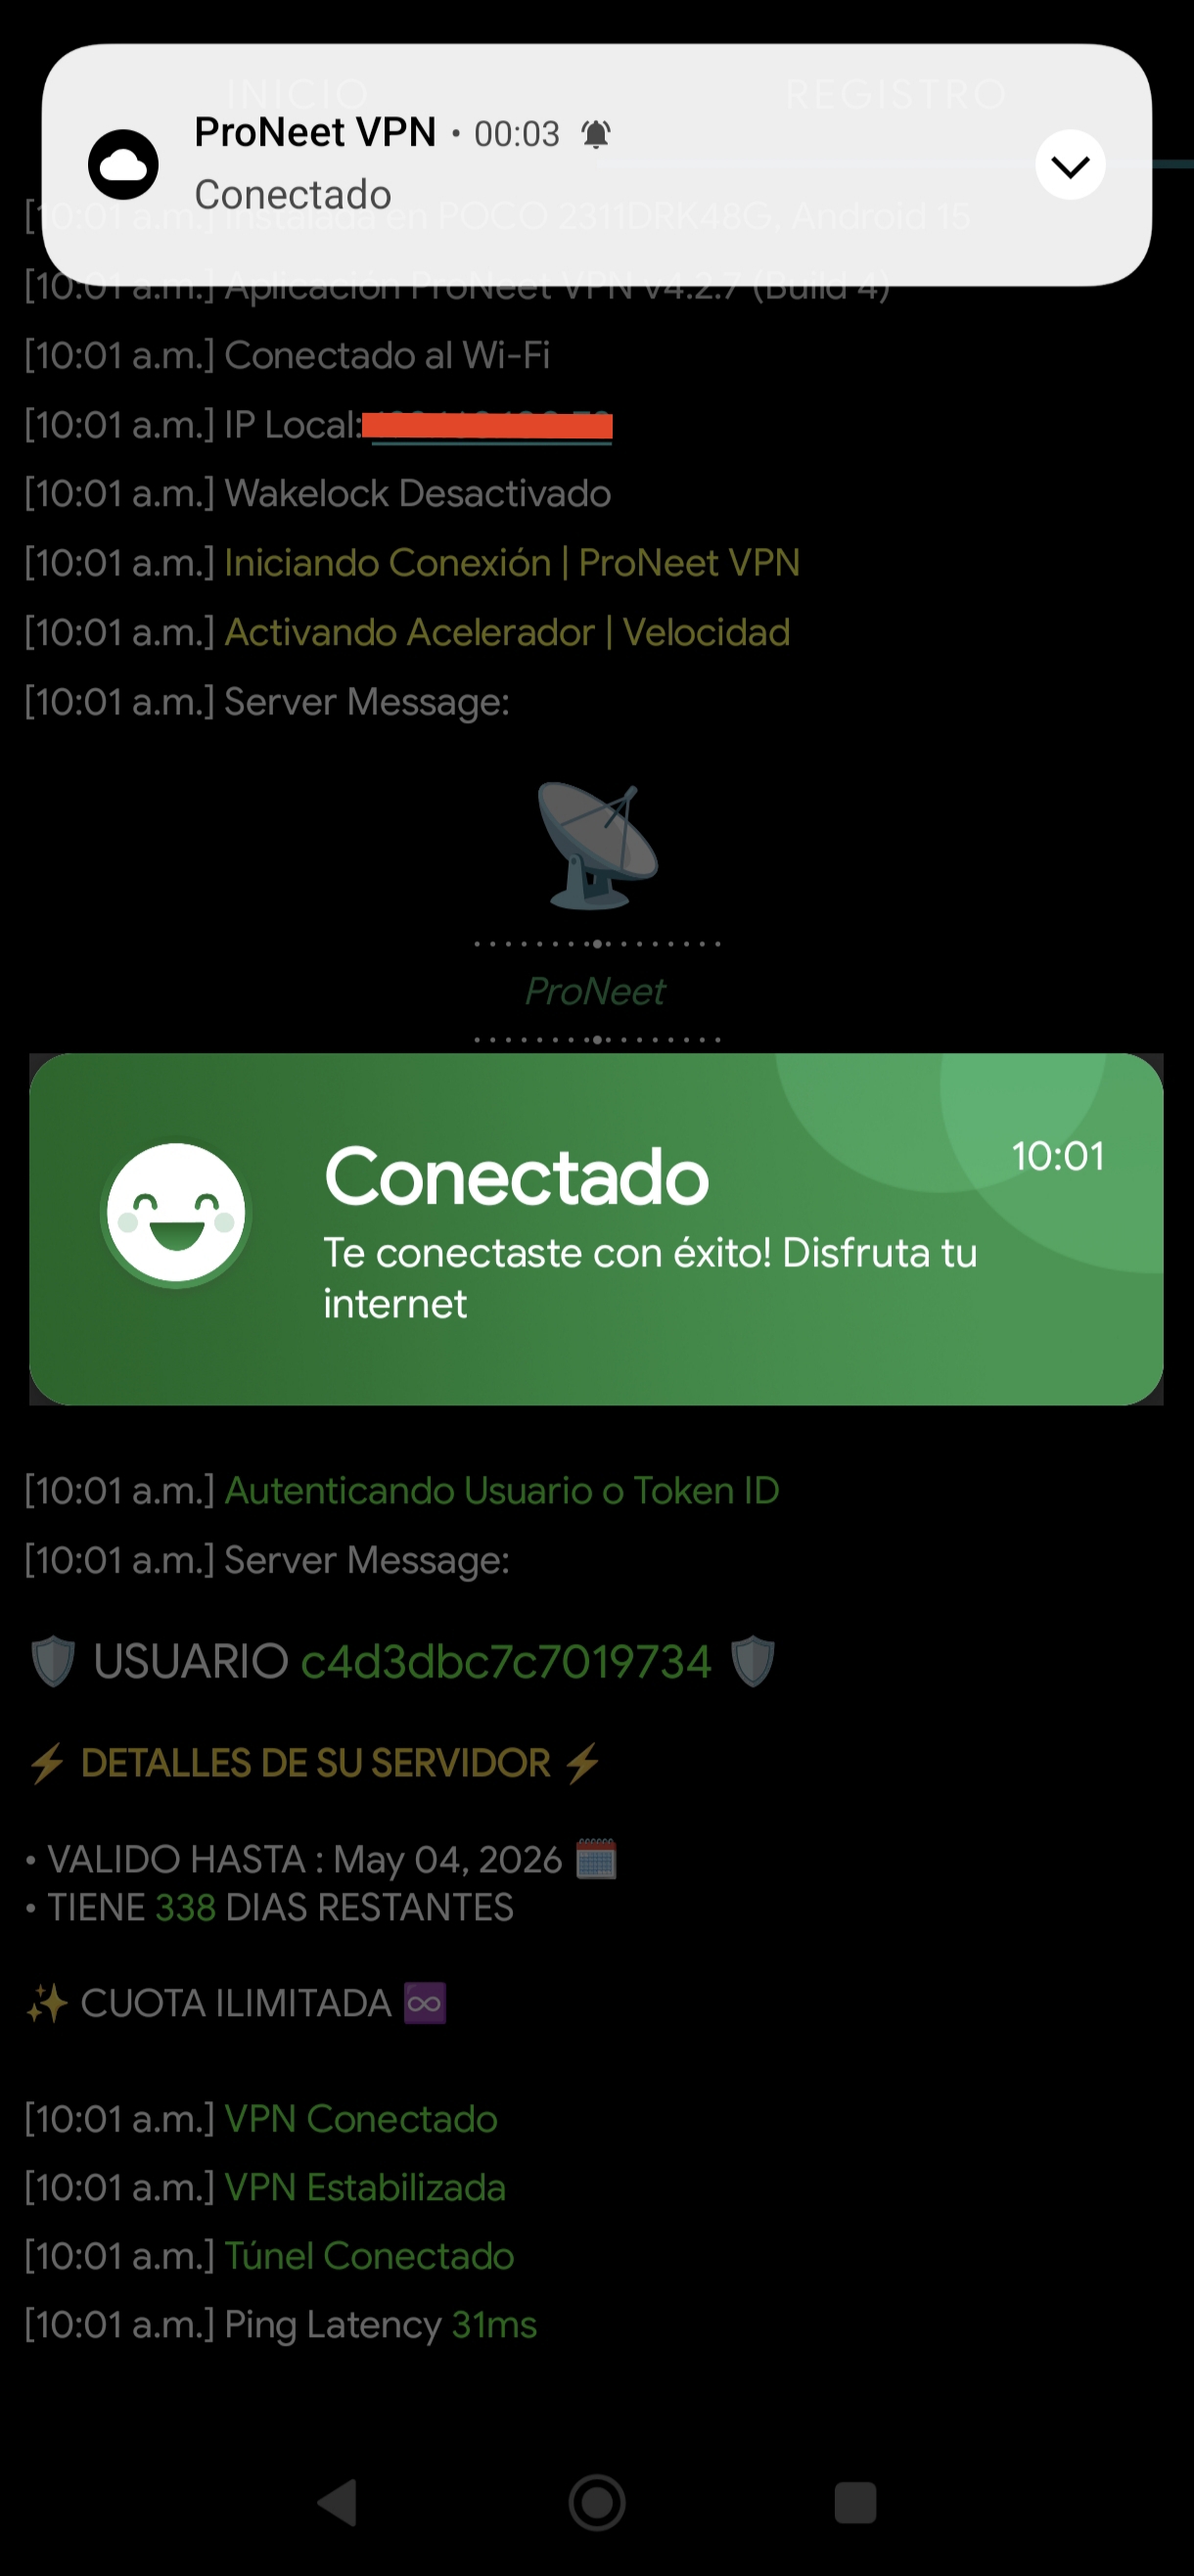 INICIO
REGISTRO
ProNeet VPN • 00:03
Conectado
[10:01 a.m.] Instalada en POCO 2311DRK48G, Android 15
[10:01 a.m.] Aplicación ProNeet VPN v4.2.7 (Build 4)
[10:01 a.m.] Conectado al Wi-Fi
[10:01 a.m.] IP Local:
[10:01 a.m.] Wakelock Desactivado
[10:01 a.m.] Iniciando Conexión | ProNeet VPN
[10:01 a.m.] Activando Acelerador | Velocidad
[10:01 a.m.] Server Message:
ProNeet
Conectado
10:01
Te conectaste con éxito! Disfruta tu
internet
[10:01 a.m.] Autenticando Usuario o Token ID
[10:01 a.m.] Server Message:
🛡️ USUARIO c4d3dbc7c7019734 🛡️
⚡ DETALLES DE SU SERVIDOR ⚡
• VALIDO HASTA : May 04, 2026 🗓️
• TIENE 338 DIAS RESTANTES
✨ CUOTA ILIMITADA ♾️
[10:01 a.m.] VPN Conectado
[10:01 a.m.] VPN Estabilizada
[10:01 a.m.] Túnel Conectado
[10:01 a.m.] Ping Latency 31ms